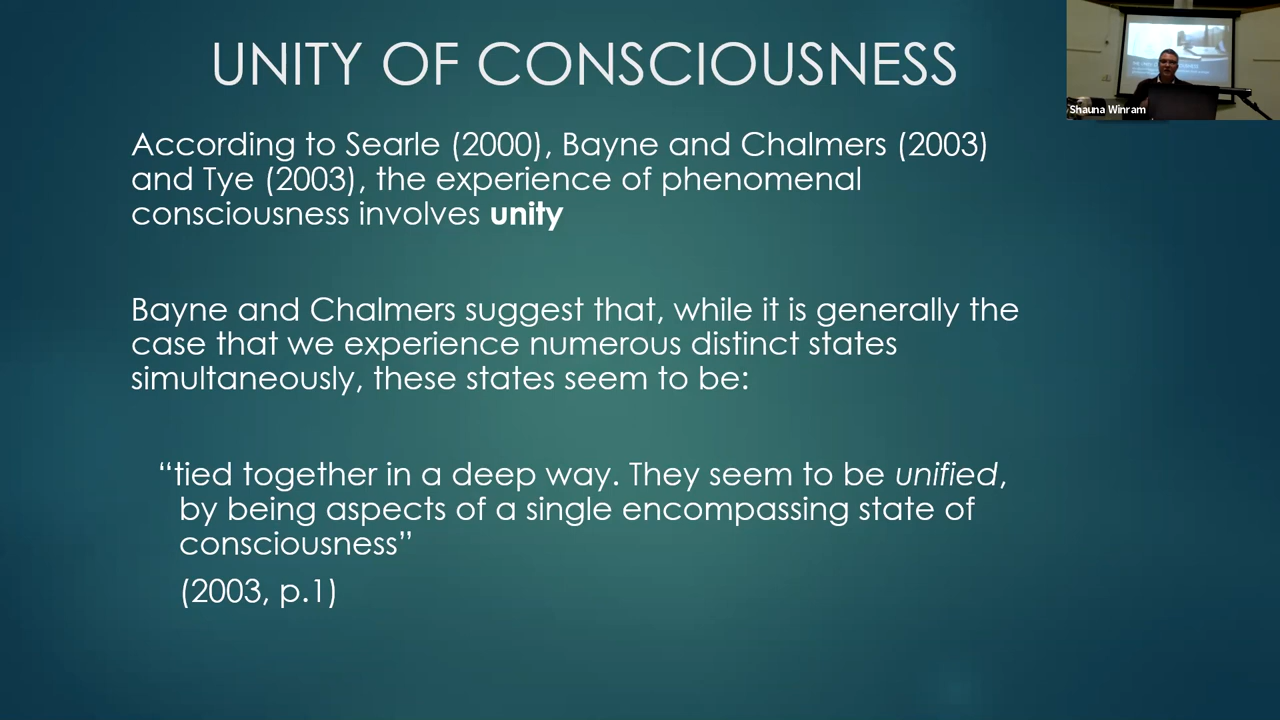 UNITY OF CONSCIOUSNESS
Shauna Winram
According to Searle (2000), Bayne and Chalmers (2003)
and Tye (2003), the experience of phenomenal
consciousness involves unity
Bayne and Chalmers suggest that, while it is generally the
case that we experience numerous distinct states
simultaneously, these states seem to be:
“tied together in a deep way. They seem to be unified,
by being aspects of a single encompassing state of
consciousness”
(2003, p.1)